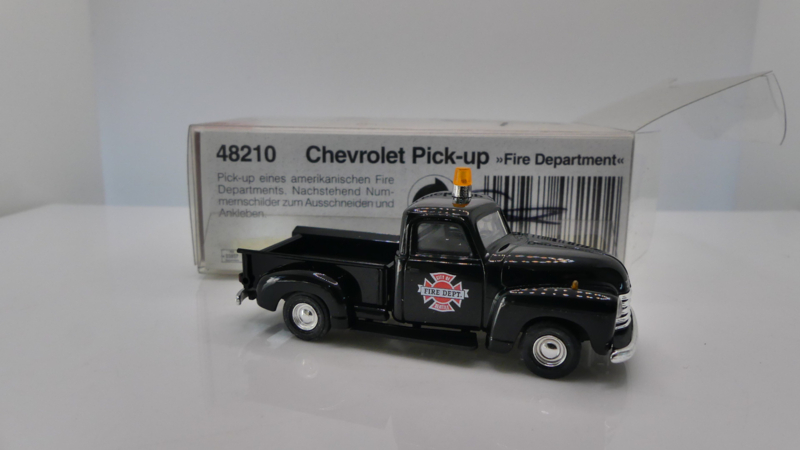 48210 Chevrolet Pick-up »Fire Department«
Pick-up eines amerikanischen Fire
Departments. Nachstehend Num-
mernschilder zum Ausschneiden und
Ankleben.
FIRE DEPT.